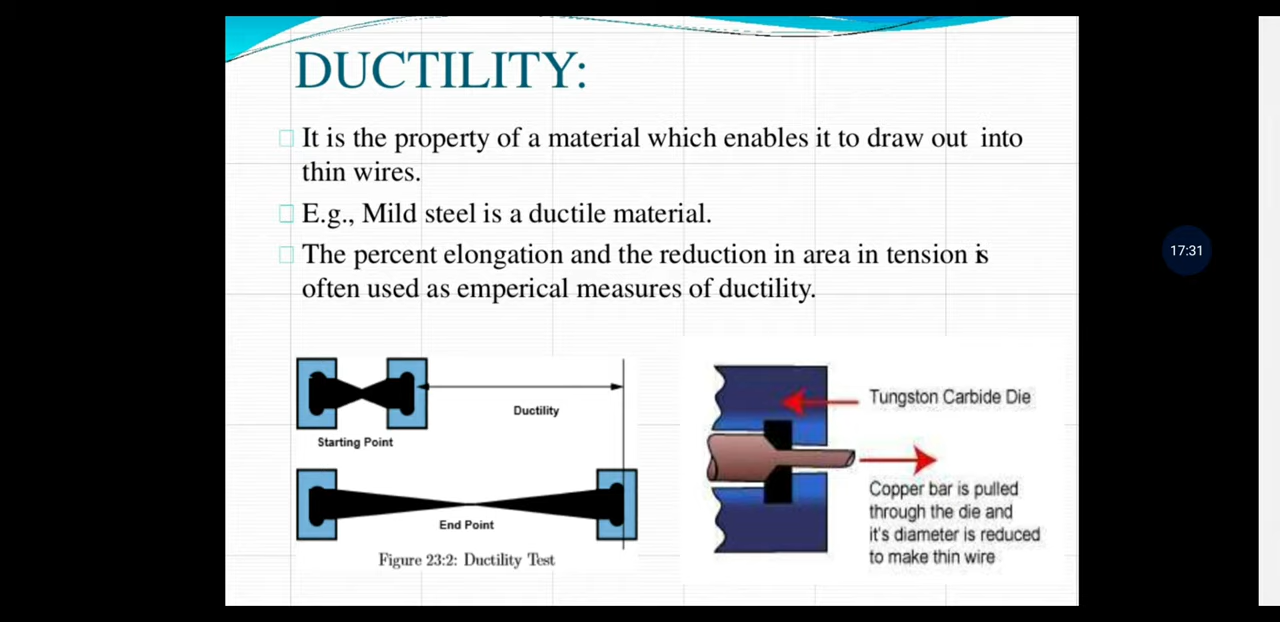 DUCTILITY:
It is the property of a material which enables it to draw out into
thin wires.
E.g., Mild steel is a ductile material.
The percent elongation and the reduction in area in tension is
often used as emperical measures of ductility.
Ductility
Starting Point
End Point
Figure 23:2: Ductility Test
Tungston Carbide Die
Copper bar is pulled
through the die and
it's diameter is reduced
to make thin wire
17:31